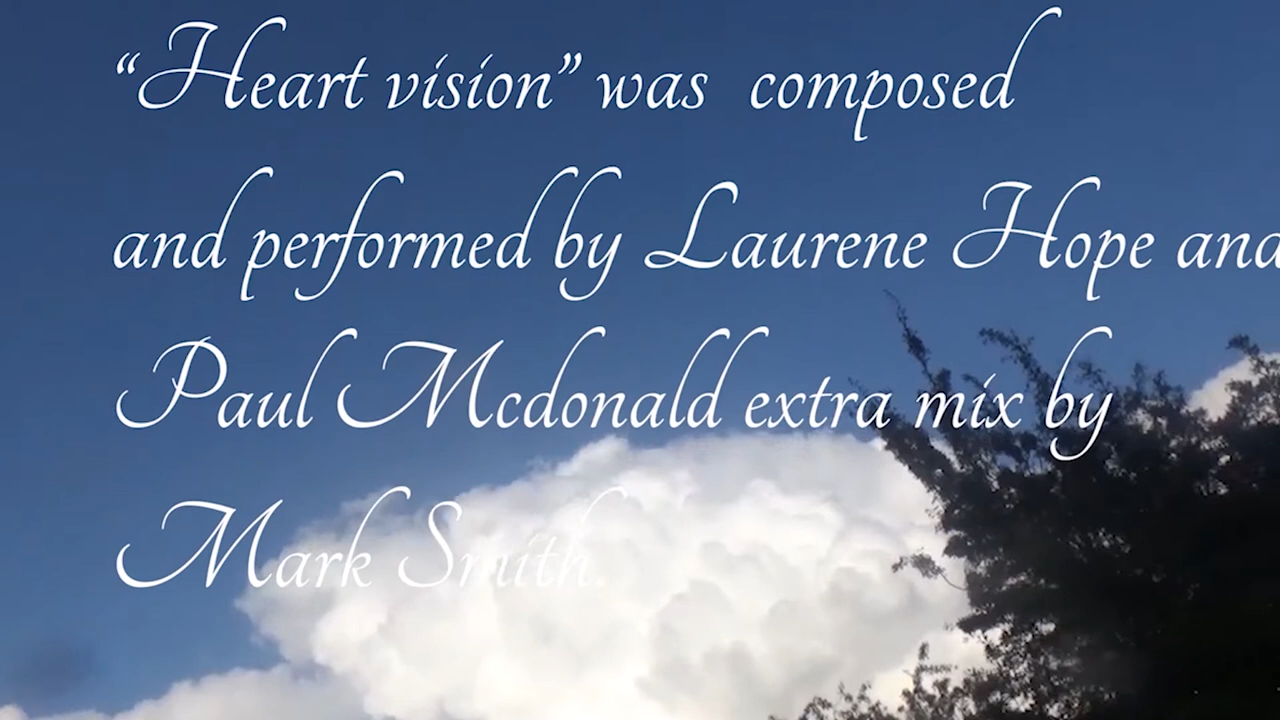 “Heart vision” was composed
and performed by Laurene Hope and
Paul Mcdonald extra mix by
Mark Smith.